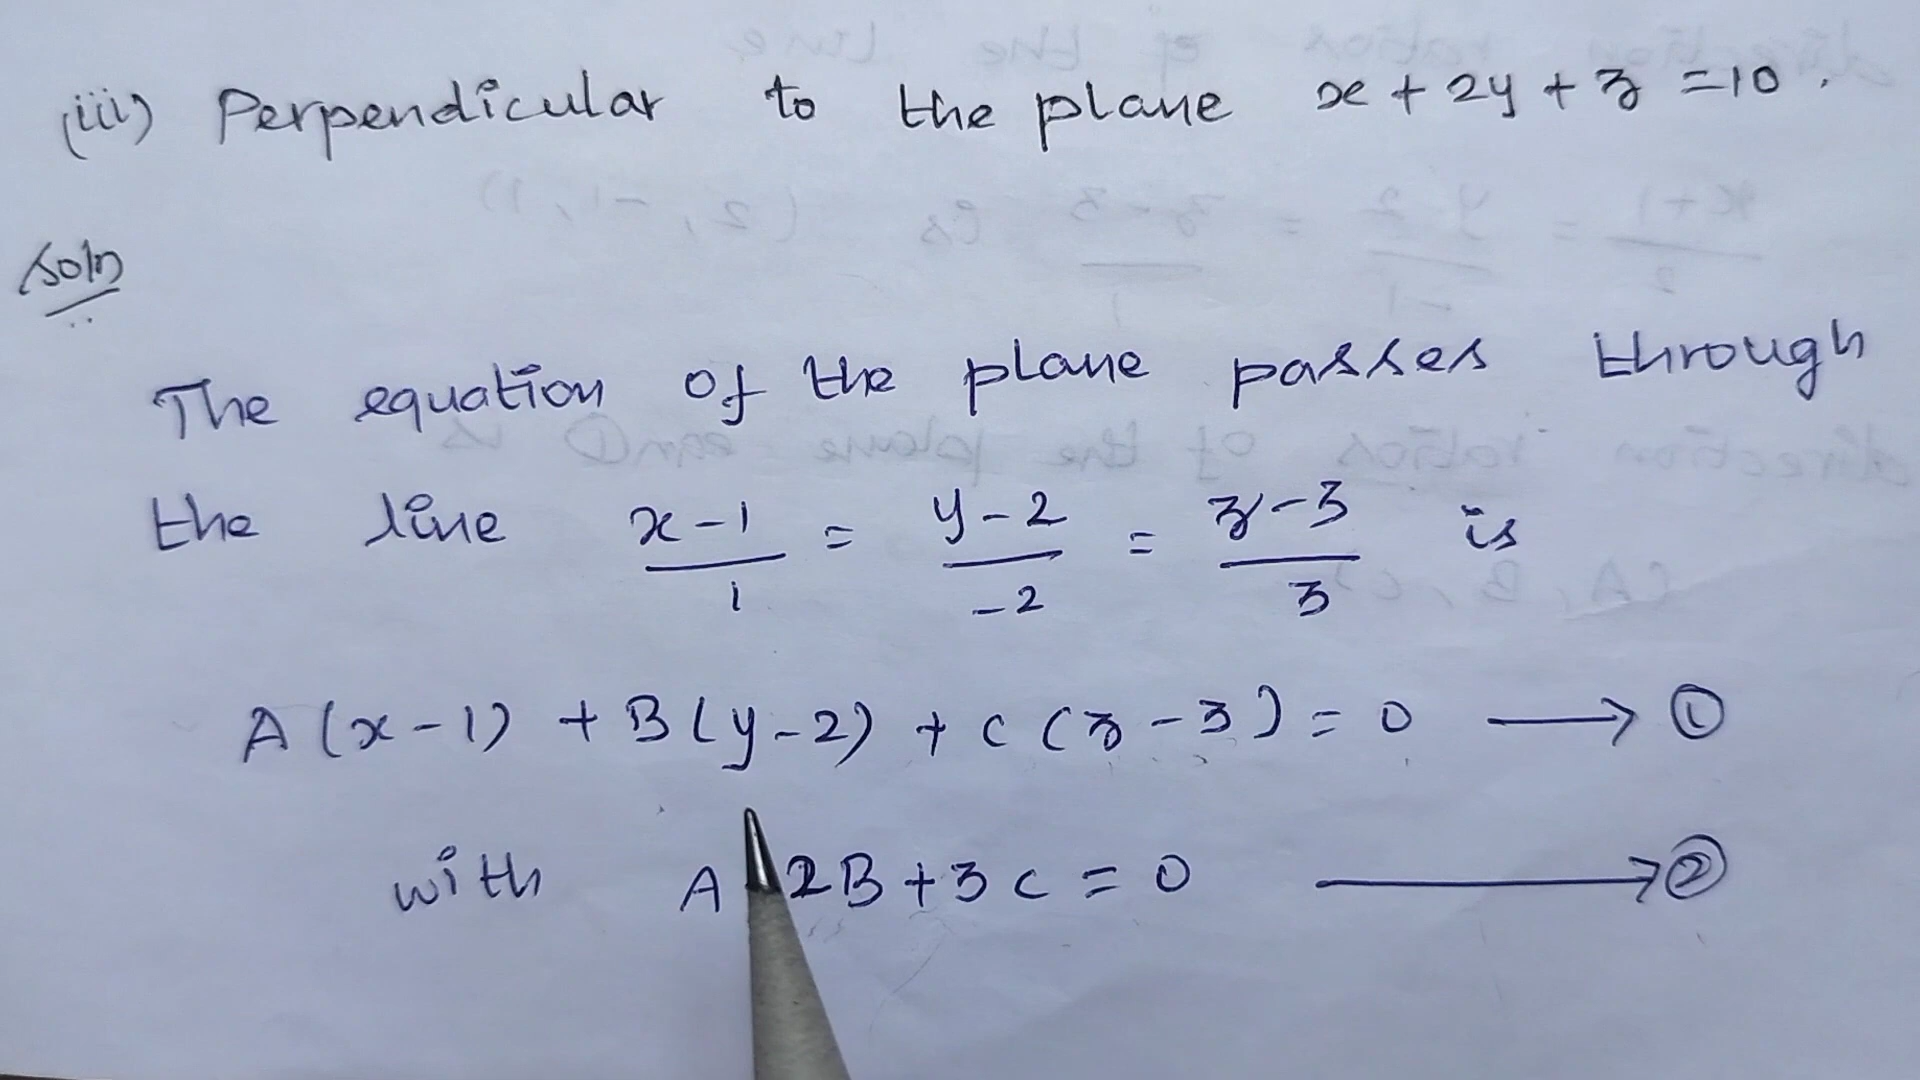 (iii) Perpendicular to the plane x + 2y + z = 10.
Soln
The equation of the plane passes through
the line x-1/1 = y-2/-2 = z-3/3 is
A(x-1) + B(y-2) + C(z-3) = 0 → ①
with A 2B + 3C = 0 → ②